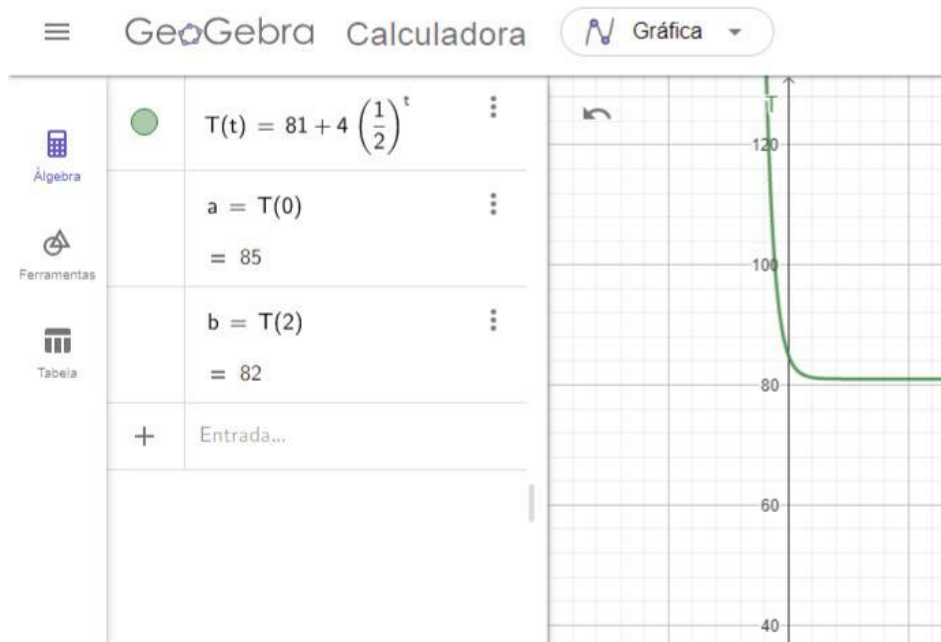 GeoGebra Calculadora Gráfica
Álgebra
Ferramentas
Tabela
T(t) = 81 + 4 (1/2)^t
a = T(0)
= 85
b = T(2)
= 82
+ Entrada...
T
120
100
80
60
40